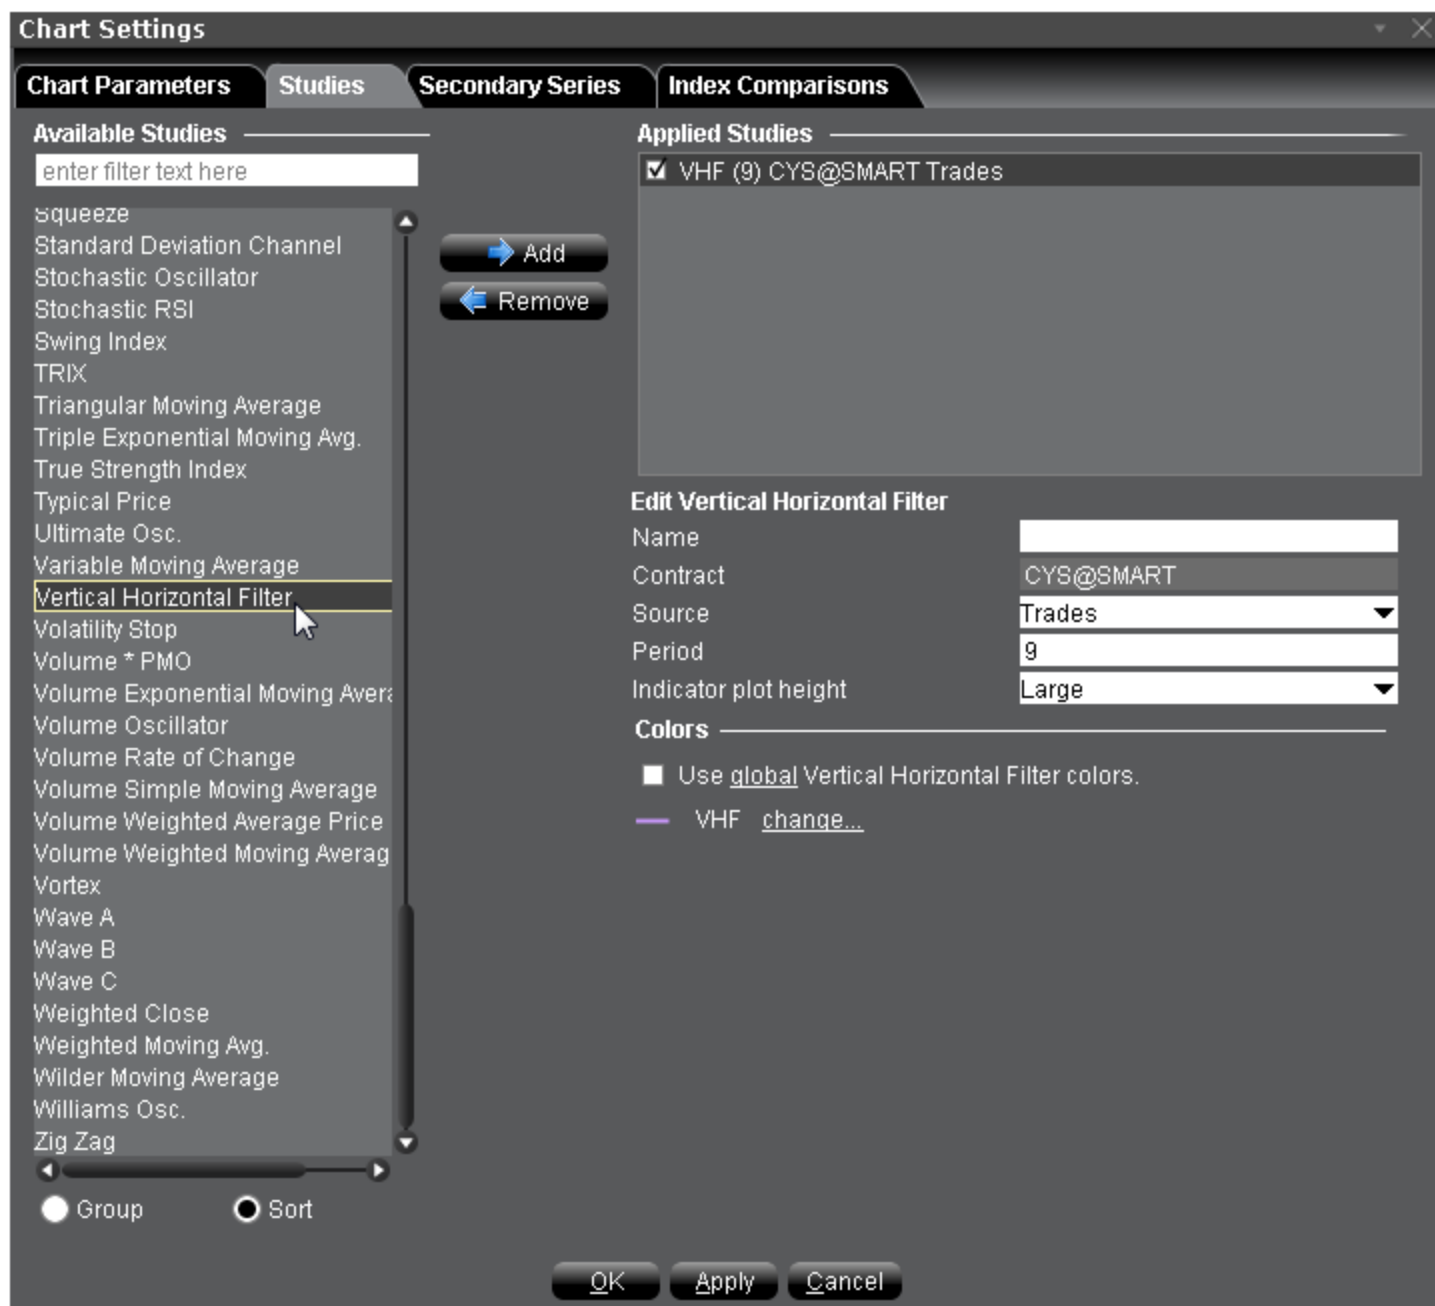 Chart Settings
Chart Parameters
Studies
Secondary Series
Index Comparisons
Available Studies
enter filter text here
Squeeze
Standard Deviation Channel
Stochastic Oscillator
Stochastic RSI
Swing Index
TRIX
Triangular Moving Average
Triple Exponential Moving Avg.
True Strength Index
Typical Price
Ultimate Osc.
Variable Moving Average
Vertical Horizontal Filter
Volatility Stop
Volume * PMO
Volume Exponential Moving Avera
Volume Oscillator
Volume Rate of Change
Volume Simple Moving Average
Volume Weighted Average Price
Volume Weighted Moving Averag
Vortex
Wave A
Wave B
Wave C
Weighted Close
Weighted Moving Avg.
Wilder Moving Average
Williams Osc.
Zig Zag
Group
Sort
Add
Remove
Applied Studies
VHF (9) CYS@SMART Trades
Edit Vertical Horizontal Filter
Name
Contract CYS@SMART
Source Trades
Period 9
Indicator plot height Large
Colors
Use global Vertical Horizontal Filter colors.
VHF change...
OK
Apply
Cancel